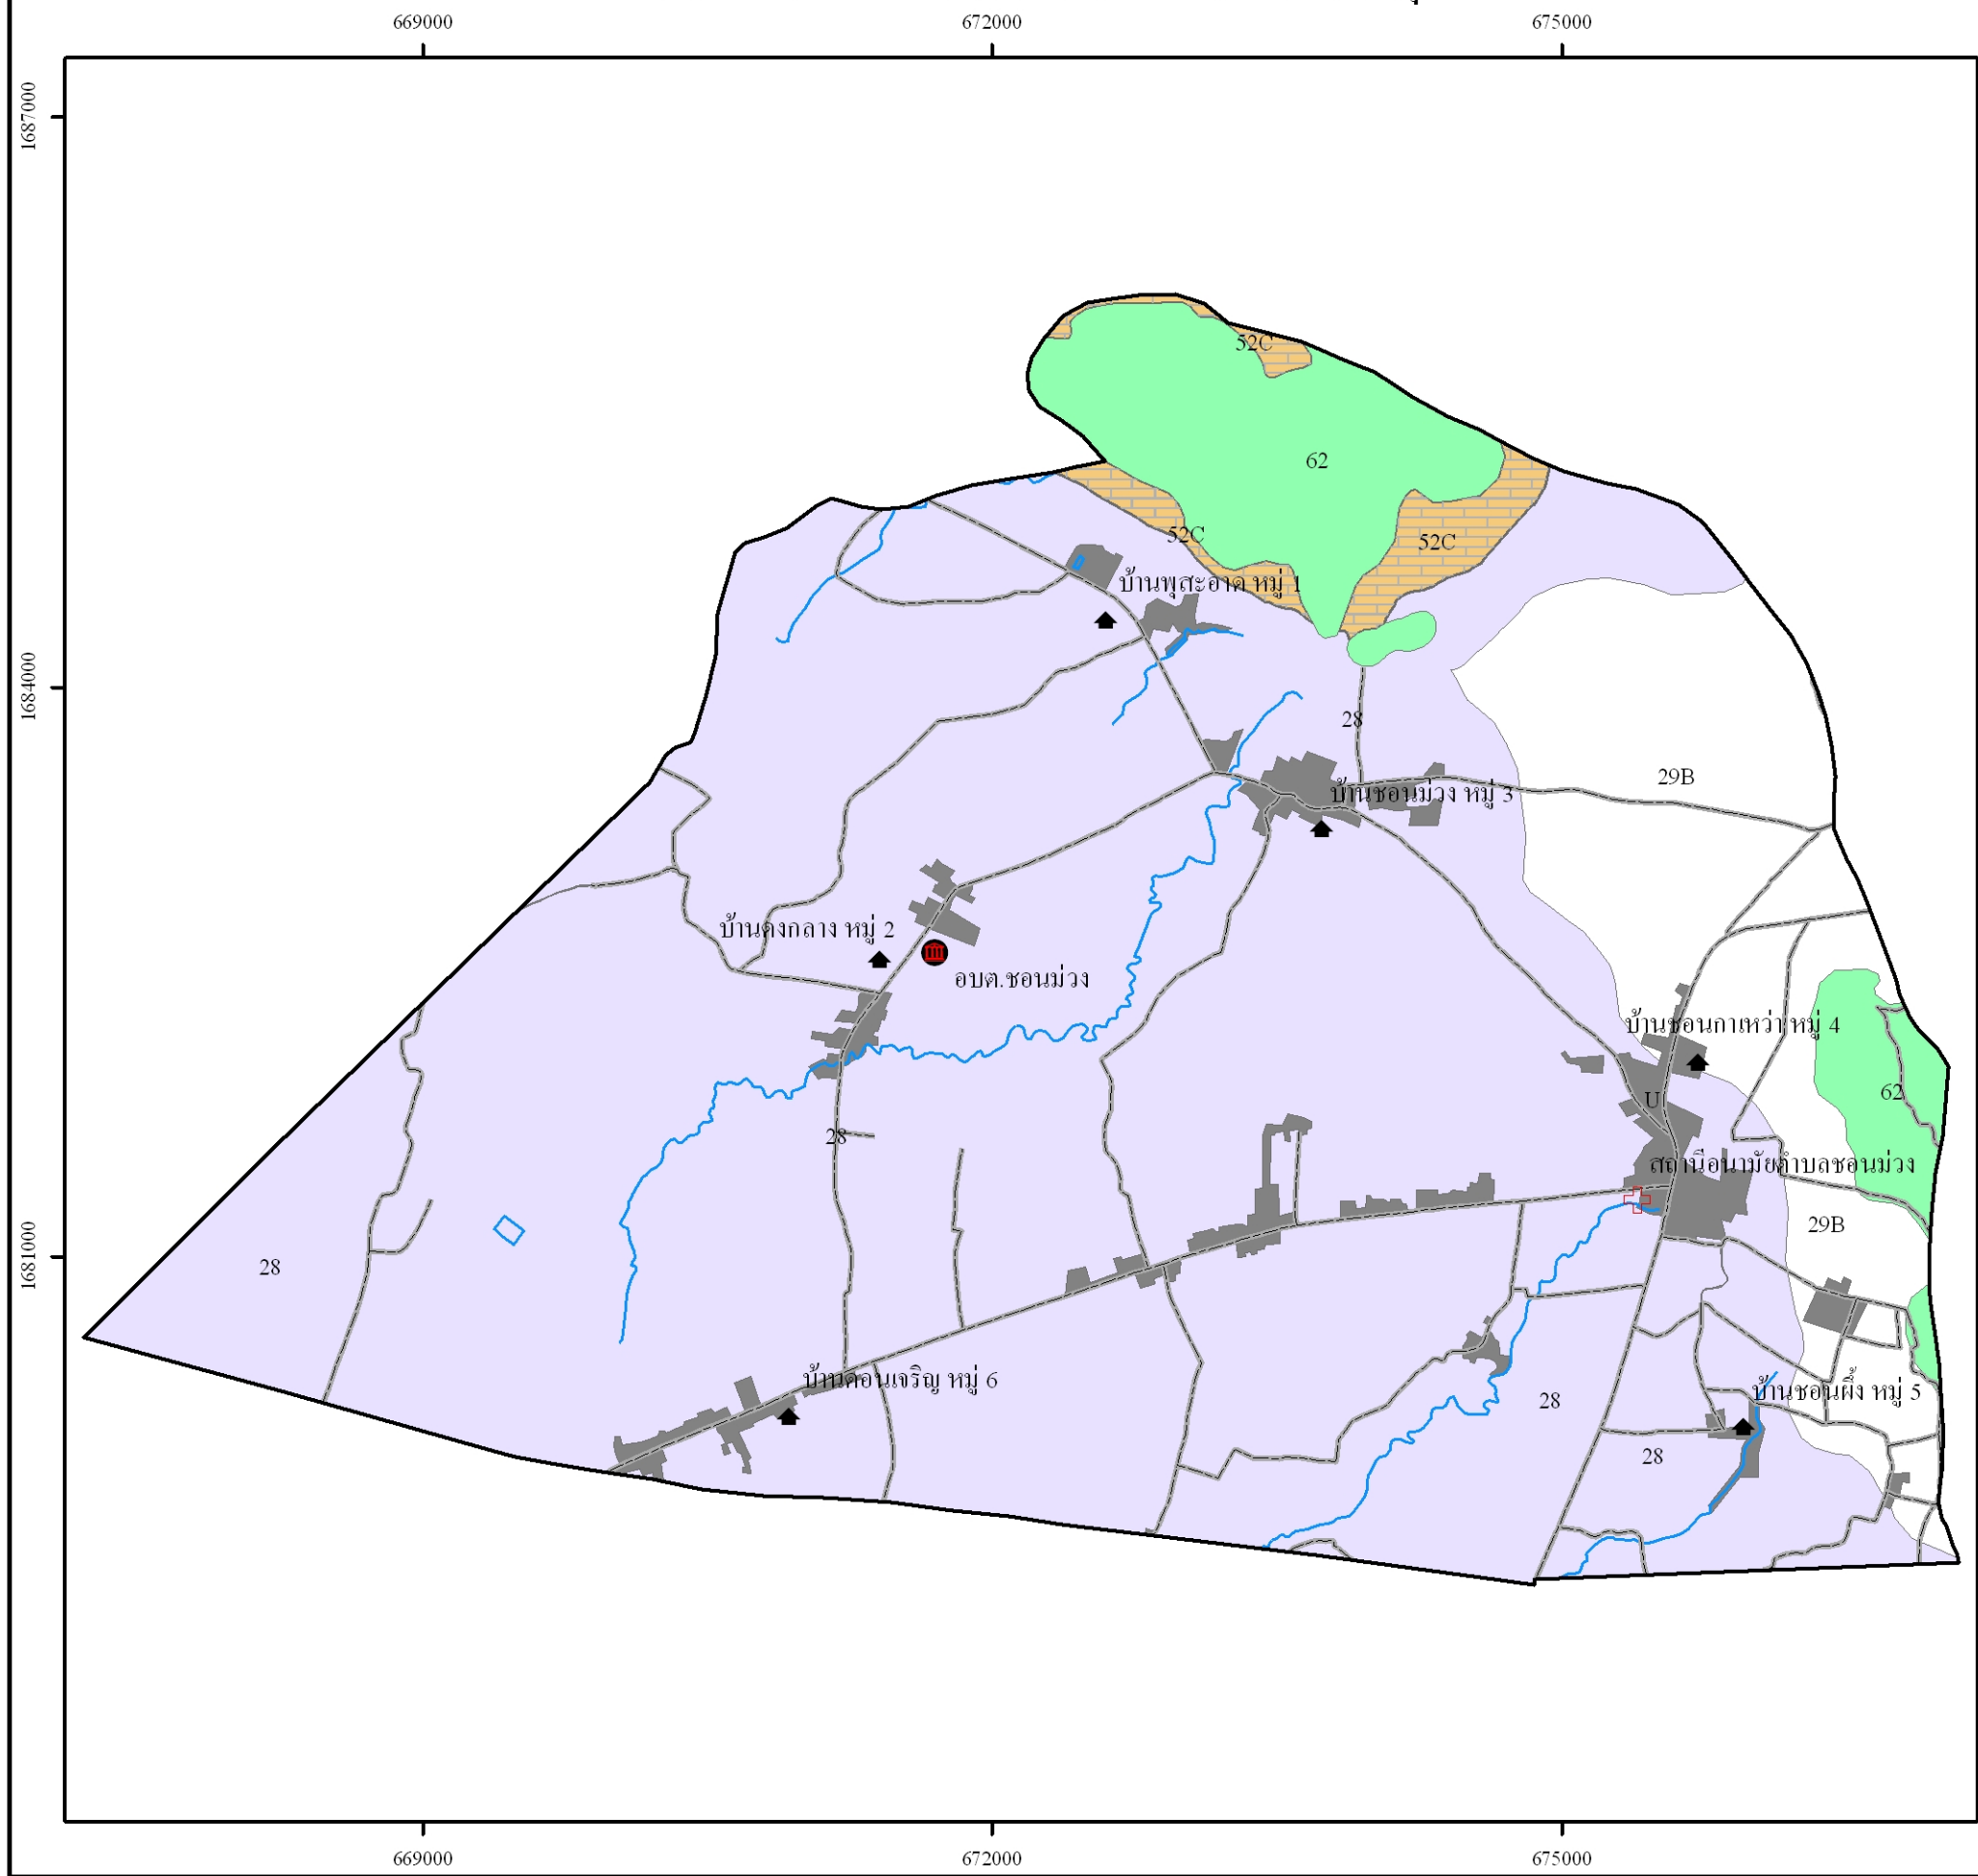 669000
672000
675000
1687000
52C
62
52C
52C
บ้านพุสะอาด หมู่ 1
1684000
28
29B
บ้านชอนม่วง หมู่ 3
บ้านดงกลาง หมู่ 2
อบต.ชอนม่วง
บ้านชอนกาเหว่า หมู่ 4
62
U
28
สถานีอนามัยตำบลชอนม่วง
29B
1681000
28
บ้านดอนเจริญ หมู่ 6
บ้านชอนผึ้ง หมู่ 5
28
28
669000
672000
675000